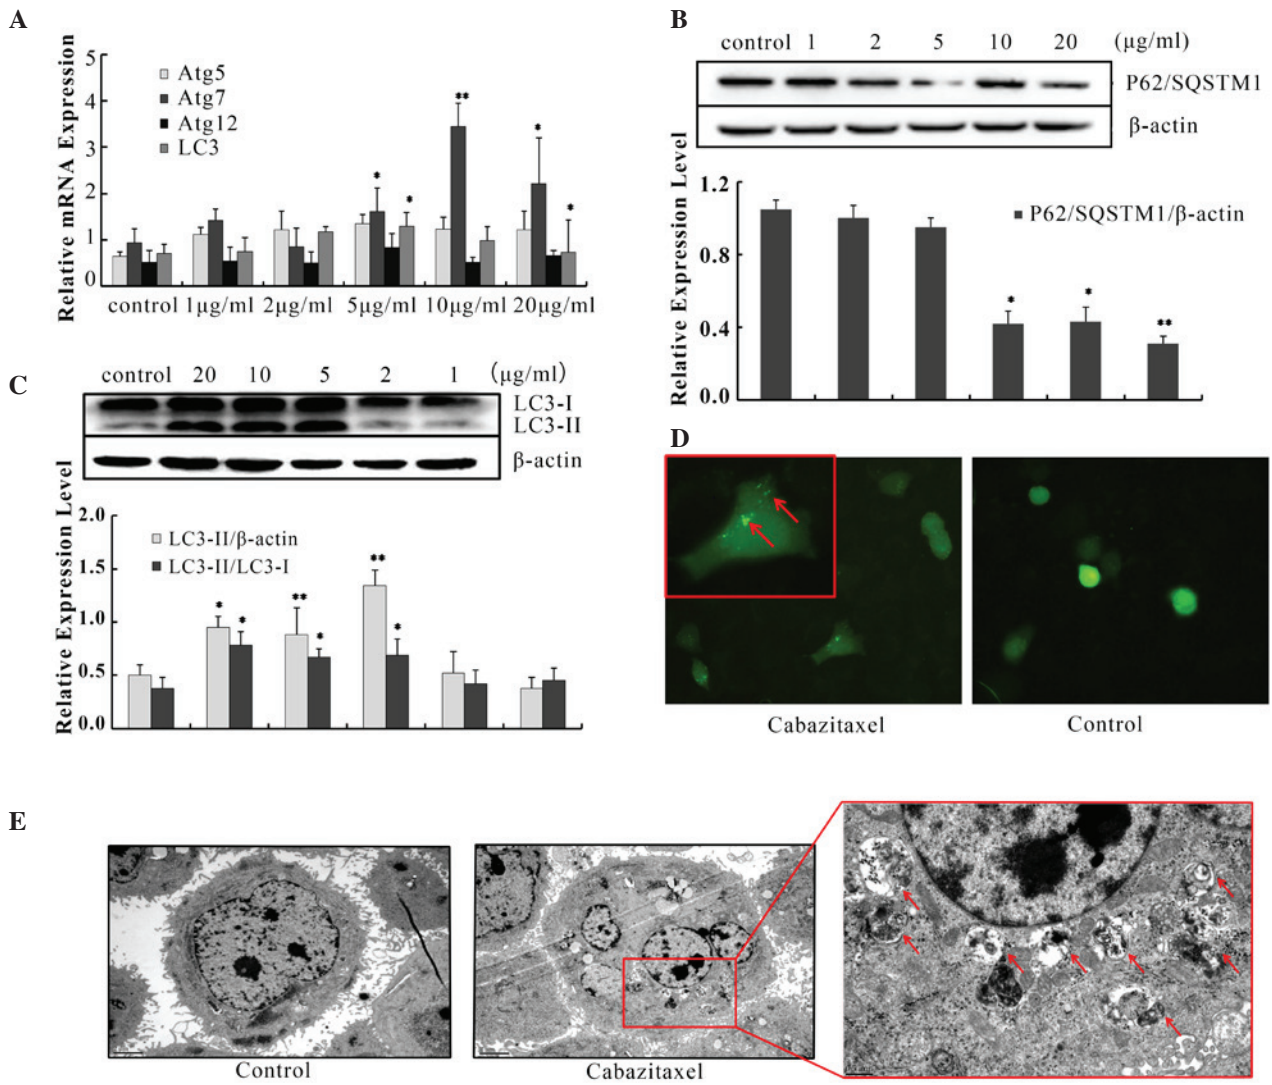 A
Relative mRNA Expression
5
4
3
2
1
0
Atg5
Atg7
Atg12
LC3
*
*
**
*
*
control 1μg/ml 2μg/ml 5μg/ml 10μg/ml 20μg/ml
B
control 1 2 5 10 20 (μg/ml)
P62/SQSTM1
β-actin
Relative Expression Level
1.2
0.8
0.4
0.0
P62/SQSTM1/β-actin
*
*
**
C
control 20 10 5 2 1 (μg/ml)
LC3-I
LC3-II
β-actin
Relative Expression Level
2.0
1.5
1.0
0.5
0.0
LC3-II/β-actin
LC3-II/LC3-I
*
*
**
*
**
*
D
Cabazitaxel
Control
E
Control
Cabazitaxel